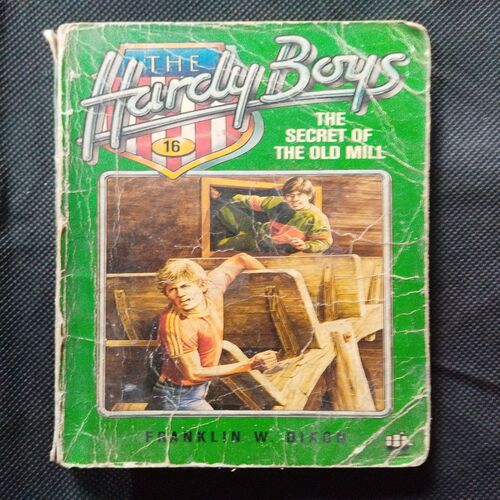 THE
Hardy Boys
16
THE
SECRET OF
THE OLD MILL
FRANKLIN W. DIXON